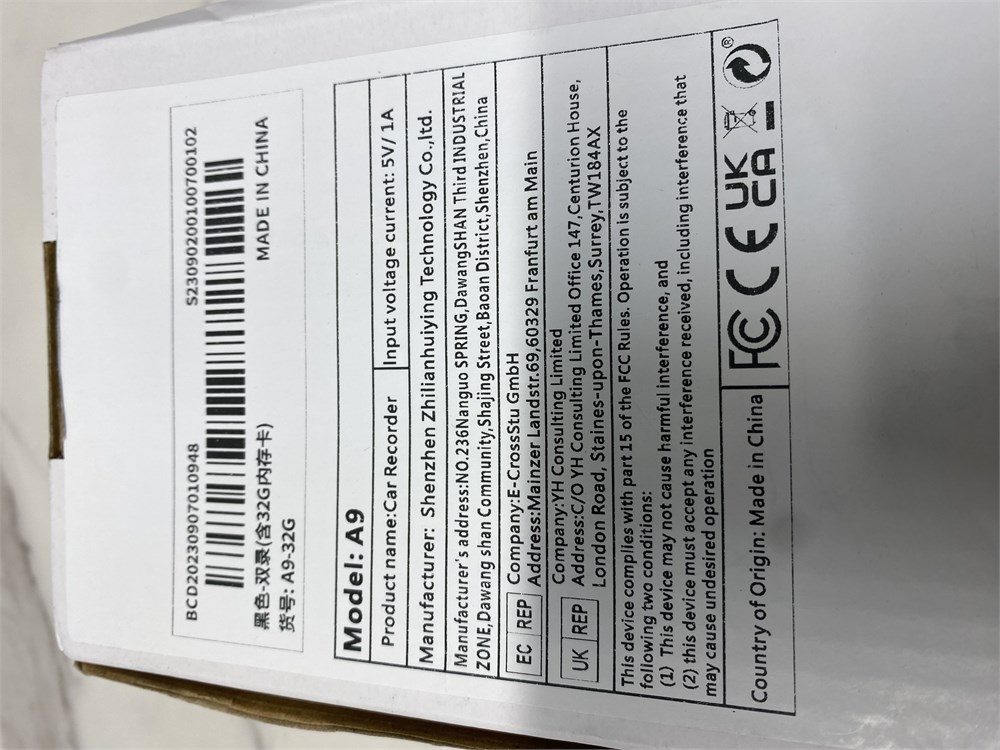 BCD20230907010948 S2309020010070​0102
黑色-双录(含32G内存卡) MADE IN CHINA
货号: A9-32G
Model: A9
Product name:Car Recorder Input voltage current: 5V/ 1A
Manufacturer: Shenzhen Zhilianhuiying Technology Co.,ltd.
Manufacturer's address:NO.236Nanguo SPRING,DawangSHAN Third INDUSTRIAL
ZONE,Dawang shan Community,Shajing Street,Baoan District,Shenzhen,China
EC REP Company:E-CrossStu GmbH
Address:Mainzer Landstr.69,60329 Franfurt am Main
UK REP Company:YH Consulting Limited
Address:C/O YH Consulting Limited Office 147,Centurion House,
London Road, Staines-upon-Thames,Surrey,TW184AX
This device complies with part 15 of the FCC Rules. Operation is subject to the
following two conditions:
(1) This device may not cause harmful interference, and
(2) this device must accept any interference received, including interference that
may cause undesired operation
Country of Origin: Made in China FCC CE UK
CA